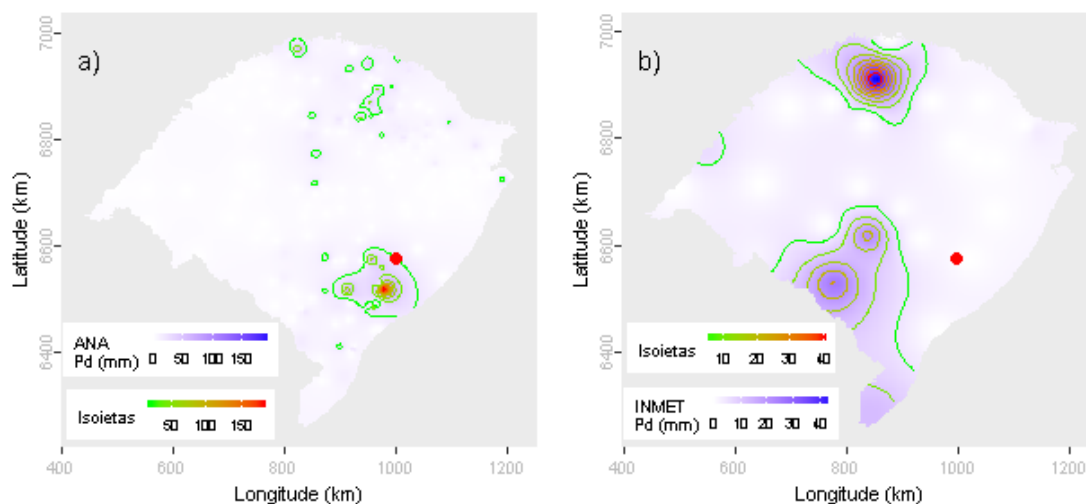 a)
Latitude (km)
7000
6800
6600
6400
ANA
Pd (mm) 0 50 100 150
Isoietas
50 100 150
400 600 800 1000 1200
Longitude (km)
b)
Latitude (km)
7000
6800
6600
6400
Isoietas
10 20 30 40
INMET
Pd (mm) 0 10 20 30 40
400 600 800 1000 1200
Longitude (km)